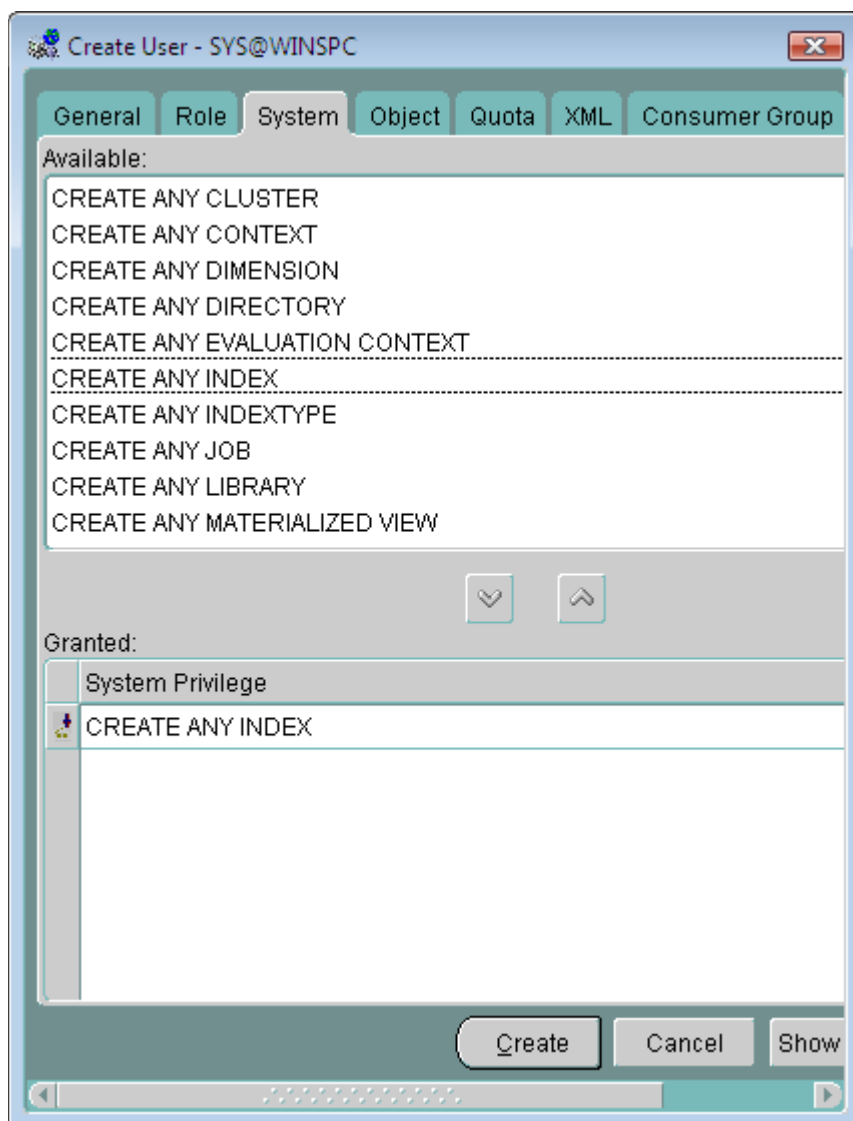 Create User - SYS@WINSPC
General Role System Object Quota XML Consumer Group
Available:
CREATE ANY CLUSTER
CREATE ANY CONTEXT
CREATE ANY DIMENSION
CREATE ANY DIRECTORY
CREATE ANY EVALUATION CONTEXT
CREATE ANY INDEX
CREATE ANY INDEXTYPE
CREATE ANY JOB
CREATE ANY LIBRARY
CREATE ANY MATERIALIZED VIEW
Granted:
System Privilege
CREATE ANY INDEX
Create Cancel Show